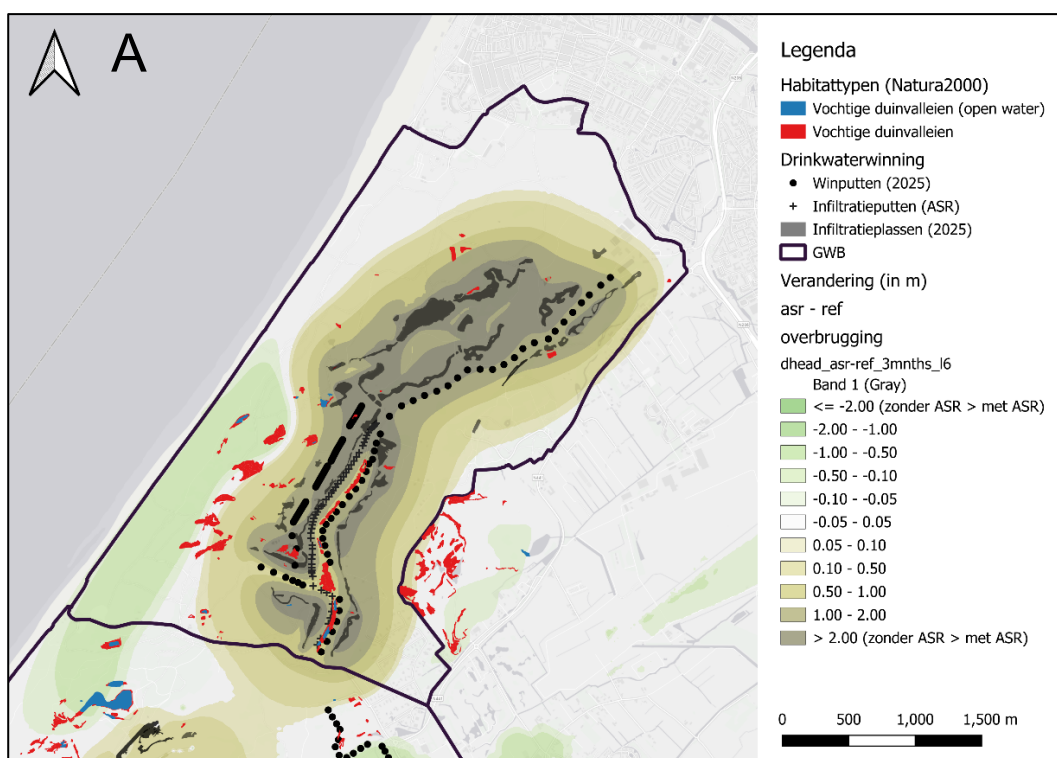 A
Legenda
Habitattypen (Natura2000)
Vochtige duinvalleien (open water)
Vochtige duinvalleien
Drinkwaterwinning
Winputten (2025)
Infiltratieputten (ASR)
Infiltratieplassen (2025)
GWB
Verandering (in m)
asr - ref
overbrugging
dhead_asr-ref_3mnths_l6
Band 1 (Gray)
<= -2.00 (zonder ASR > met ASR)
-2.00 - -1.00
-1.00 - -0.50
-0.50 - -0.10
-0.10 - -0.05
-0.05 - 0.05
0.05 - 0.10
0.10 - 0.50
0.50 - 1.00
1.00 - 2.00
> 2.00 (zonder ASR > met ASR)
0 500 1,000 1,500 m